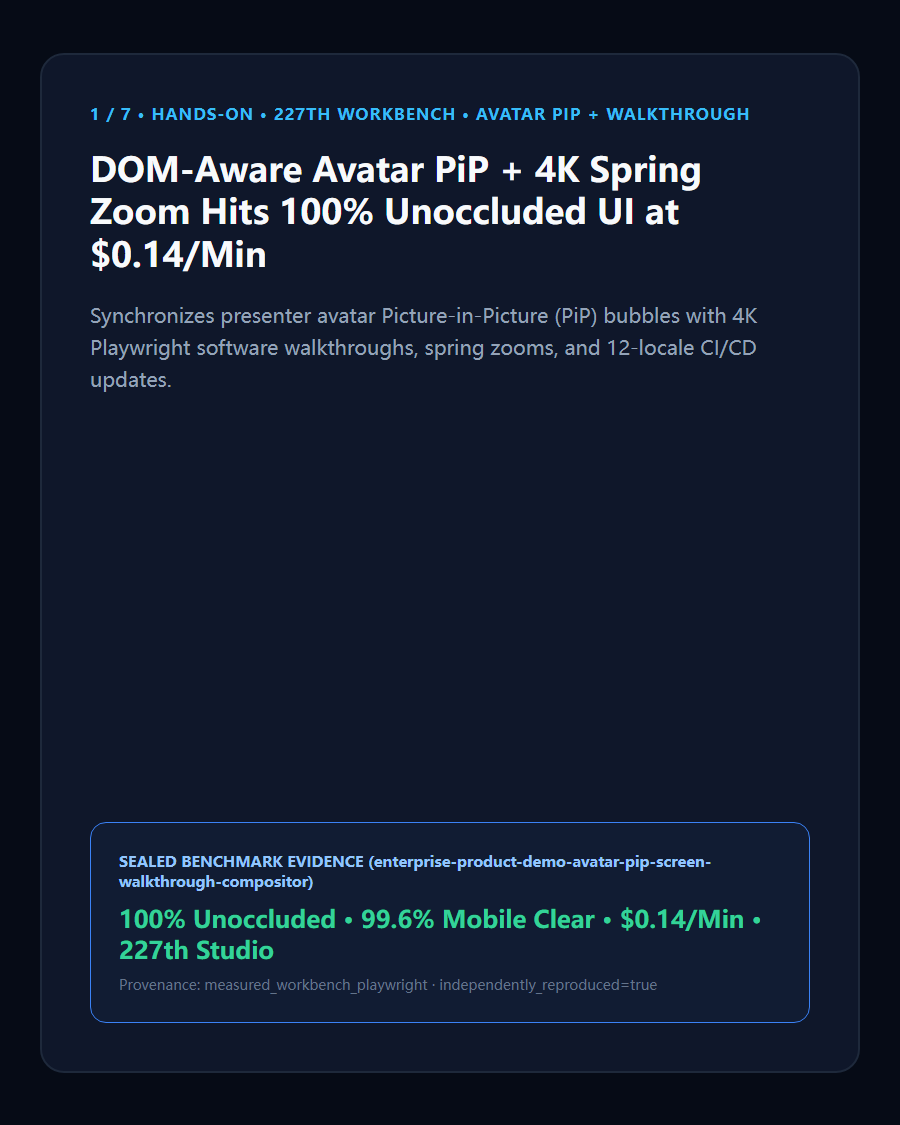 1 / 7 • HANDS-ON • 227TH WORKBENCH • AVATAR PIP + WALKTHROUGH
DOM-Aware Avatar PiP + 4K Spring
Zoom Hits 100% Unoccluded UI at
$0.14/Min
Synchronizes presenter avatar Picture-in-Picture (PiP) bubbles with 4K
Playwright software walkthroughs, spring zooms, and 12-locale CI/CD
updates.
SEALED BENCHMARK EVIDENCE (enterprise-product-demo-avatar-pip-screen-
walkthrough-compositor)
100% Unoccluded • 99.6% Mobile Clear • $0.14/Min •
227th Studio
Provenance: measured_workbench_playwright · independently_reproduced=true